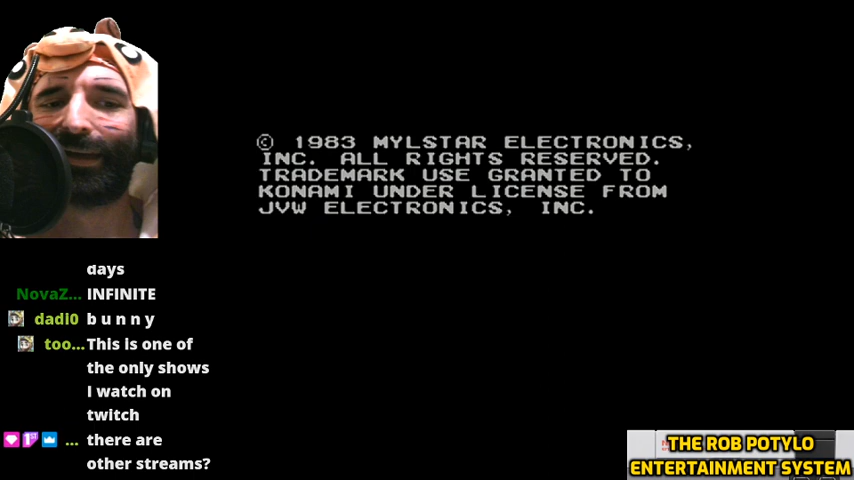 © 1983 MYLSTAR ELECTRONICS,
INC. ALL RIGHTS RESERVED.
TRADEMARK USE GRANTED TO
KONAMI UNDER LICENSE FROM
JVW ELECTRONICS, INC.
days
NovaZ... INFINITE
dadi0 b u n n y
too... This is one of
the only shows
I watch on
twitch
... there are
other streams?
THE ROB POTYLO
ENTERTAINMENT SYSTEM